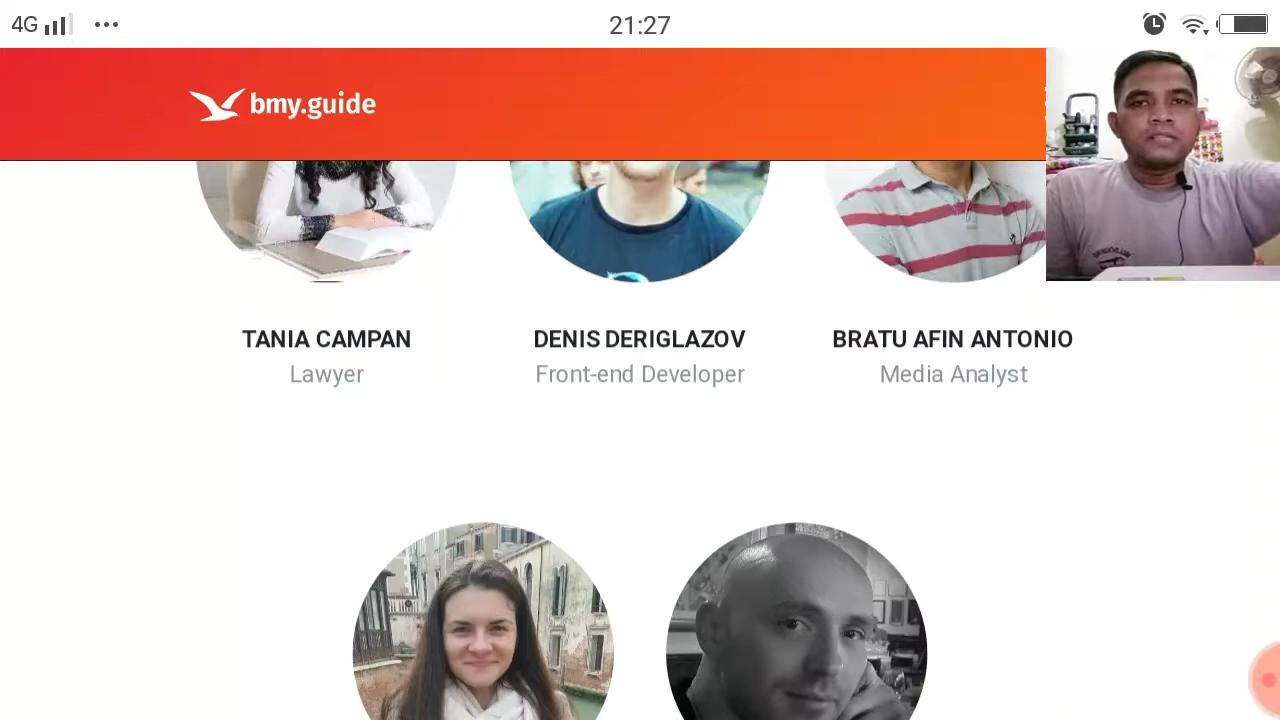 4G
21:27
bmy.guide
TANIA CAMPAN
DENIS DERIGLAZOV
BRATU AFIN ANTONIO
Lawyer
Front-end Developer
Media Analyst